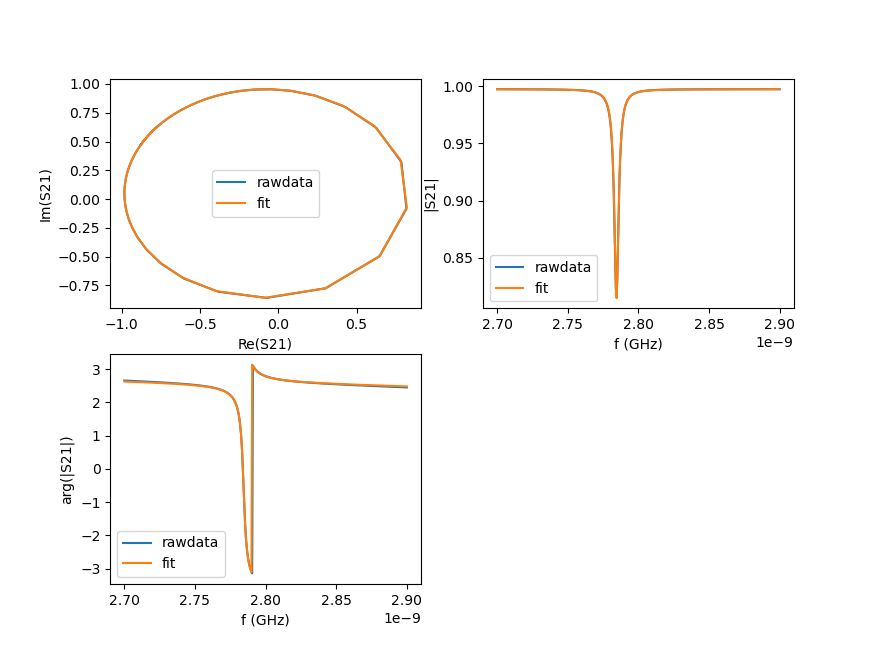 1.00
0.75
0.50
0.25
0.00
−0.25
−0.50
−0.75
Im(S21)
rawdata
fit
−1.0
−0.5
0.0
0.5
Re(S21)
1.00
0.95
0.90
0.85
|S21|
rawdata
fit
2.70
2.75
2.80
2.85
2.90
1e−9
f (GHz)
3
2
1
0
−1
−2
−3
arg(|S21|)
rawdata
fit
2.70
2.75
2.80
2.85
2.90
1e−9
f (GHz)